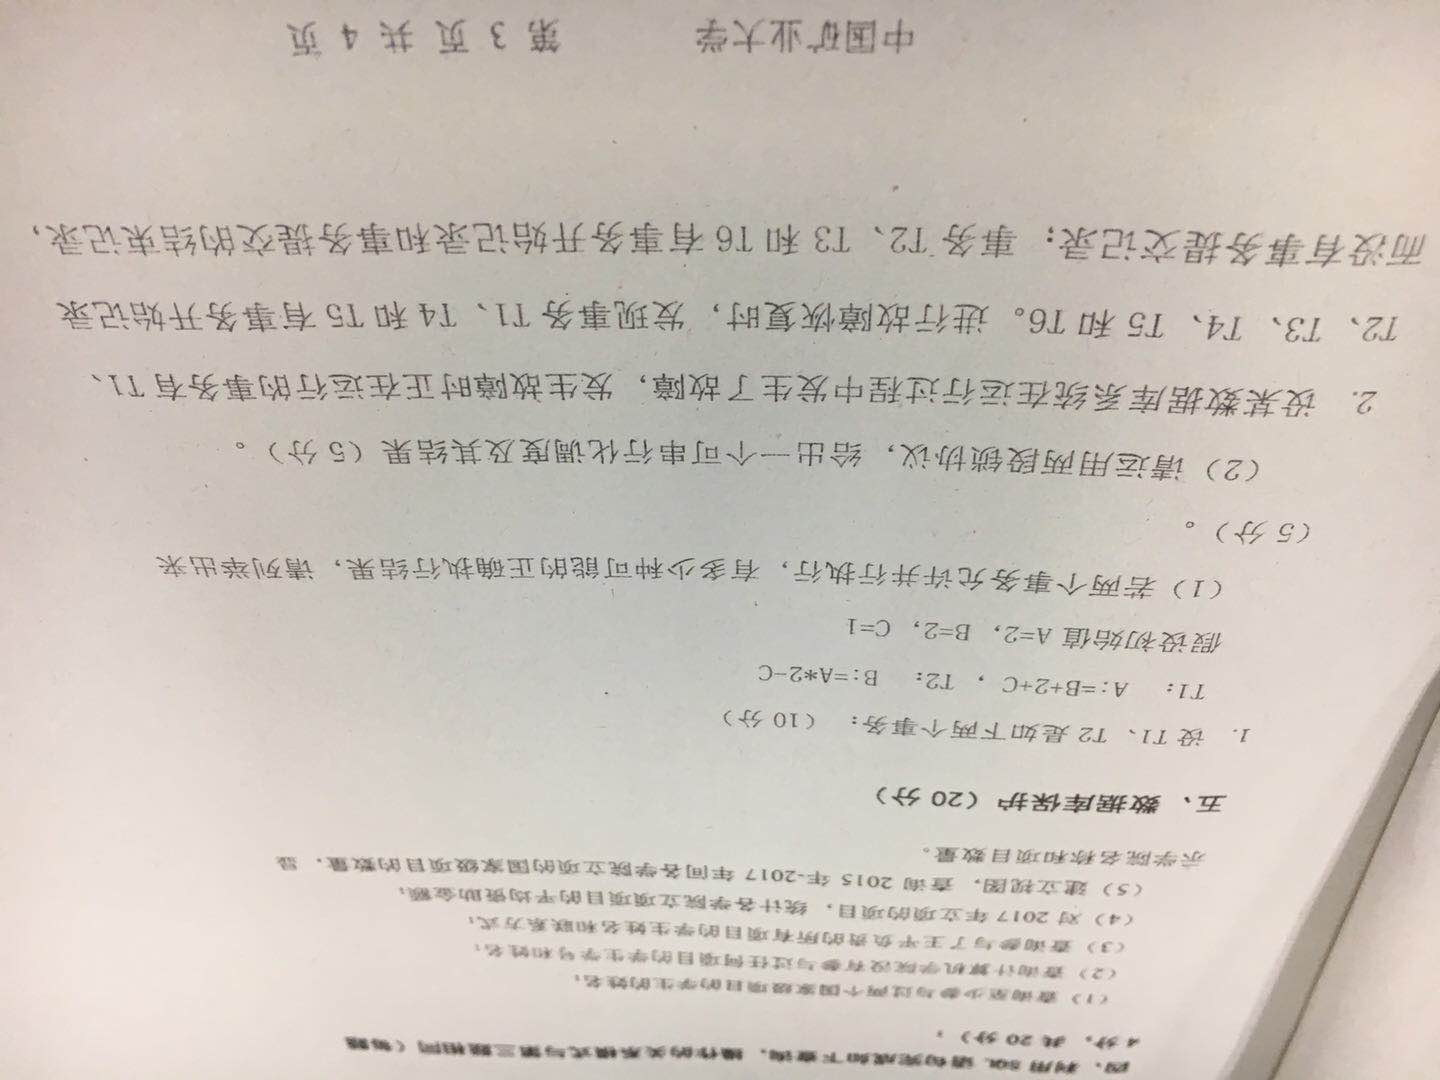 四、利用 SQL 语句完成如下查询,操作的关系模式与第三题相同(每题
4 分,共 20 分):
(1)查询至少参与过两个国家级项目的学生的姓名;
(2)查询计算机学院没有参与过任何项目的学生学号和姓名;
(3)查询参与了王平负责的所有项目的学生姓名和联系方式;
(4)对 2017 年立项的项目,统计各学院立项项目的平均资助金额;
(5)建立视图,查询 2015 年-2017 年间各学院立项的国家级项目的数量,显
示学院名称和项目数量。
五、数据库保护(20 分)
1. 设 T1、T2 是如下两个事务:(10 分)
T1: A:=B+2+C ,T2: B:=A*2-C
假设初始值 A=2,B=2,C=1
(1)若两个事务允许并行执行,有多少种可能的正确执行结果,请列举出来
(5 分)。
(2)请运用两段锁协议,给出一个可串行化调度及其结果(5 分)。
2. 设某数据库系统在运行过程中发生了故障,发生故障时正在运行的事务有 T1、
T2、T3、T4、T5 和 T6。进行故障恢复时,发现事务 T1、T4 和 T5 有事务开始记录
而没有事务提交记录;事务 T2、T3 和 T6 有事务开始记录和事务提交的结束记录,
中国矿业大学 第 3 页 共 4 页